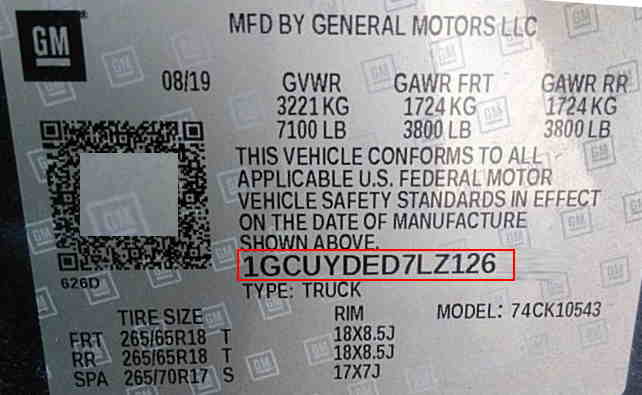 GM
MFD BY GENERAL MOTORS LLC
08/19 GVWR GAWR FRT GAWR RR
3221 KG 1724 KG 1724 KG
7100 LB 3800 LB 3800 LB
THIS VEHICLE CONFORMS TO ALL
APPLICABLE U.S. FEDERAL MOTOR
VEHICLE SAFETY STANDARDS IN EFFECT
ON THE DATE OF MANUFACTURE
SHOWN ABOVE.
1GCUYDED7LZ126
626D
TYPE: TRUCK
MODEL: 74CK10543
TIRE SIZE RIM
FRT 265/65R18 T 18X8.5J
RR 265/65R18 T 18X8.5J
SPA 265/70R17 S 17X7J